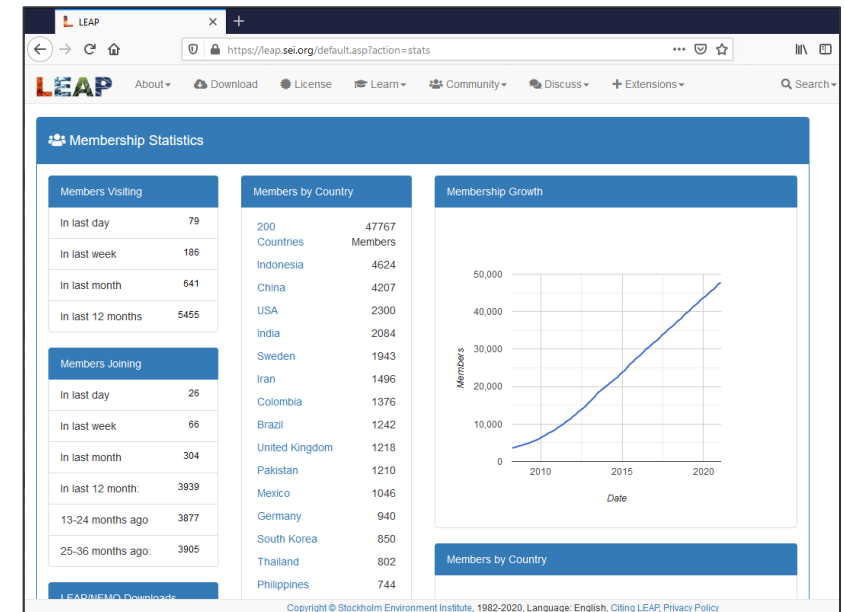 LEAP
https://leap.sei.org/default.asp?action=stats
LEAP
About
Download
License
Learn
Community
Discuss
Extensions
Search
Membership Statistics
Members Visiting
In last day 79
In last week 186
In last month 641
In last 12 months 5455
Members Joining
In last day 26
In last week 66
In last month 304
In last 12 month: 3939
13-24 months ago 3877
25-36 months ago: 3905
LEAP/NEMO Downloads
Members by Country
200 47767
Countries Members
Indonesia 4624
China 4207
USA 2300
India 2084
Sweden 1943
Iran 1496
Colombia 1376
Brazil 1242
United Kingdom 1218
Pakistan 1210
Mexico 1046
Germany 940
South Korea 850
Thailand 802
Philippines 744
Membership Growth
50,000
40,000
30,000
20,000
10,000
0
Members
2010 2015 2020
Date
Members by Country
Copyright © Stockholm Environment Institute, 1982-2020, Language: English, Citing LEAP, Privacy Policy